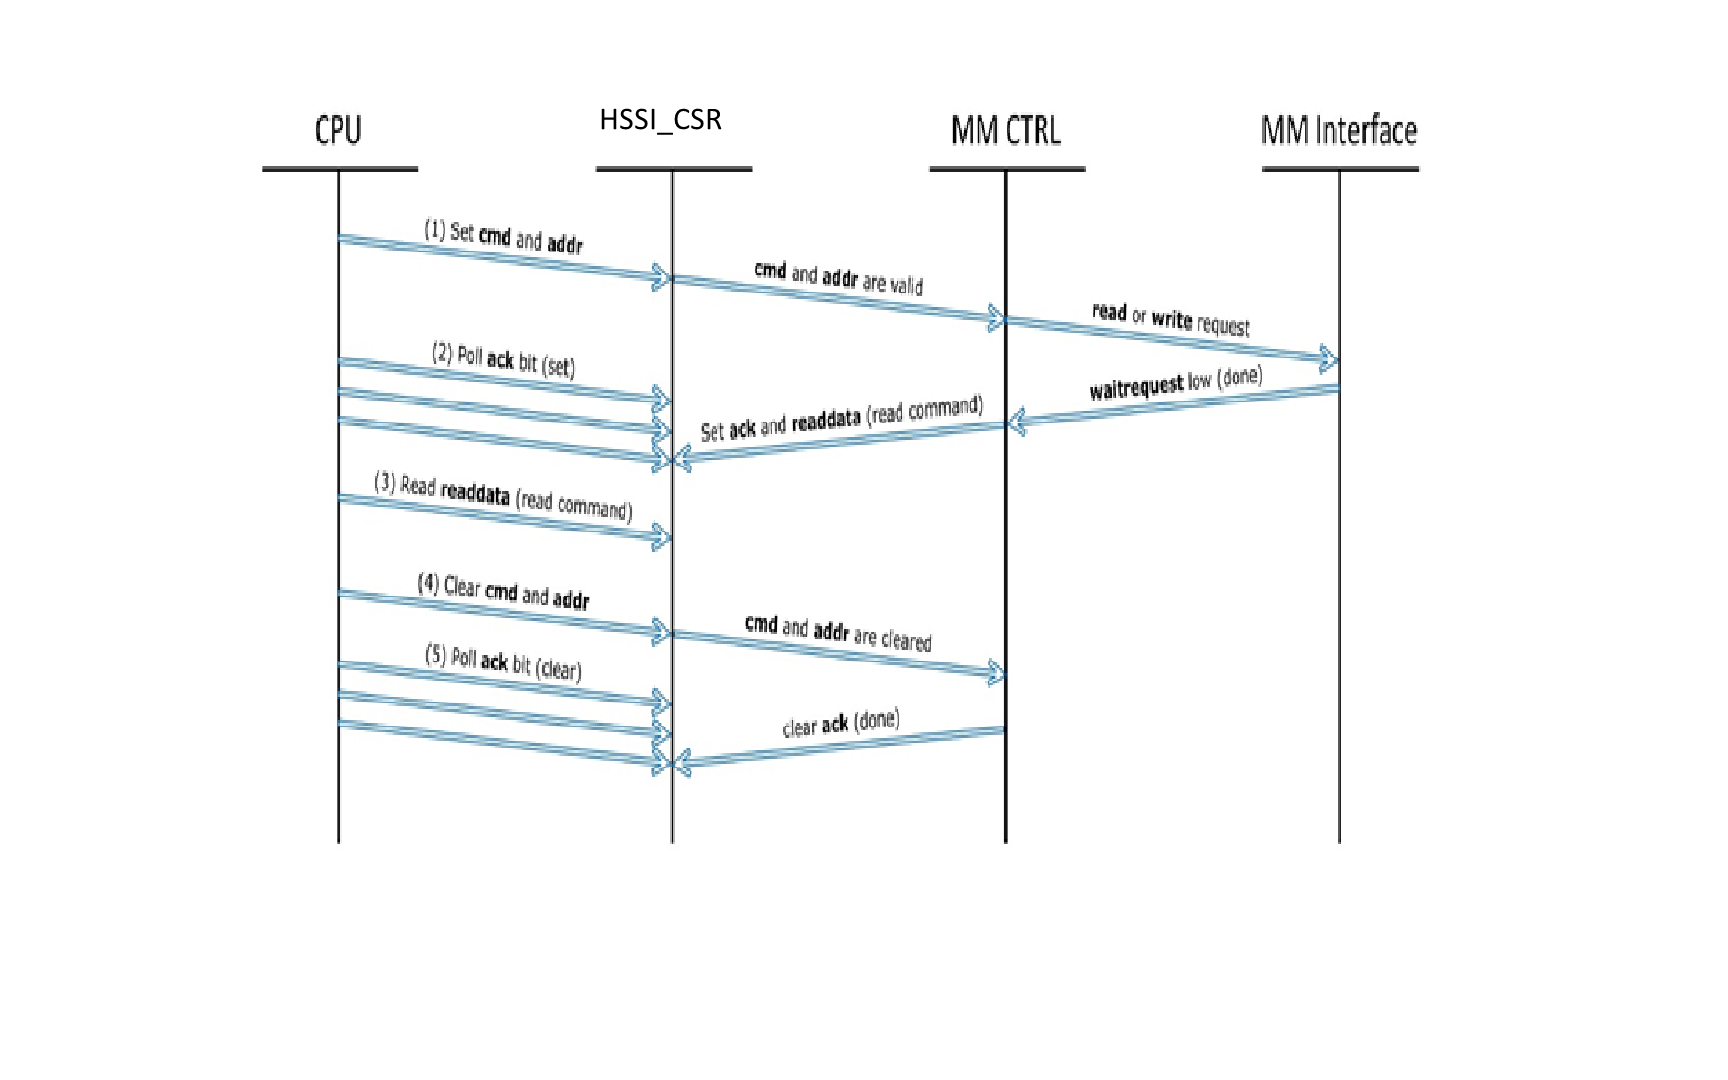 CPU
HSSI_CSR
MM CTRL
MM Interface
(1) Set cmd and addr
cmd and addr are valid
read or write request
(2) Poll ack bit (set)
waitrequest low (done)
Set ack and readdata (read command)
(3) Read readdata (read command)
(4) Clear cmd and addr
cmd and addr are cleared
(5) Poll ack bit (clear)
clear ack (done)